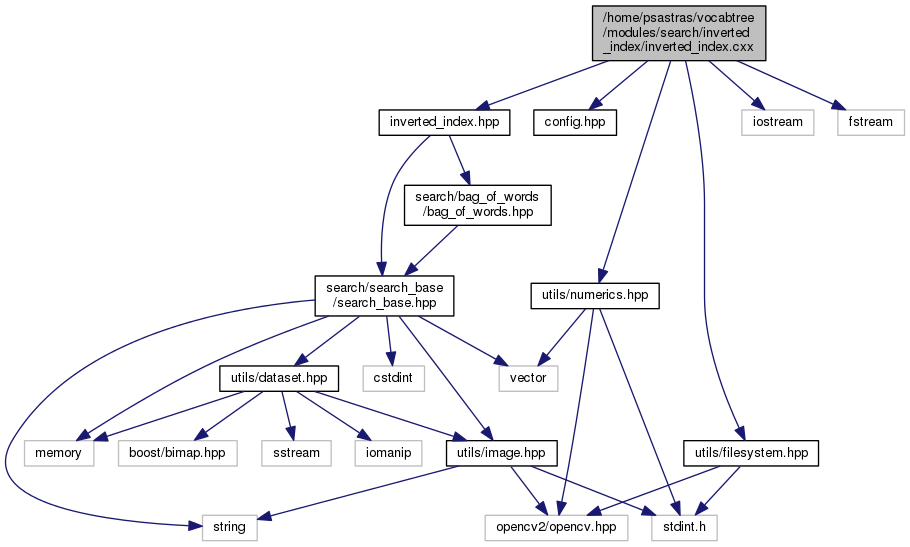 /home/psastras/vocabtree
/modules/search/inverted
_index/inverted_index.cxx
inverted_index.hpp
config.hpp
iostream
fstream
search/bag_of_words
/bag_of_words.hpp
search/search_base
/search_base.hpp
utils/numerics.hpp
utils/dataset.hpp
cstdint
vector
memory
boost/bimap.hpp
sstream
iomanip
utils/image.hpp
utils/filesystem.hpp
string
opencv2/opencv.hpp
stdint.h